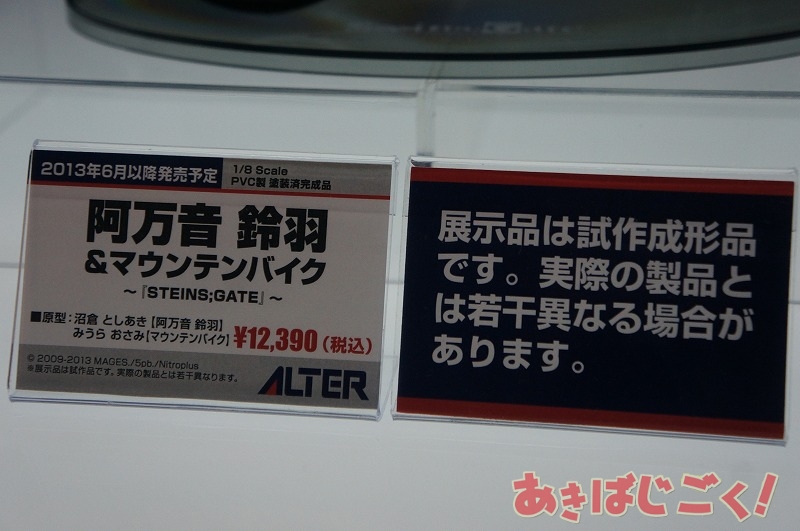 2013年6月以降発売予定
1/8 Scale
PVC製 塗装済完成品
阿万音 鈴羽
&マウンテンバイク
～『STEINS;GATE』～
■原型:沼倉 としあき【阿万音 鈴羽】
みうら おさみ【マウンテンバイク】
¥12,390(税込)
© 2009-2013 MAGES./5pb./Nitroplus
※展示品は試作品です。実際の製品とは若干異なります。
ALTER
展示品は試作成形品
です。実際の製品と
は若干異なる場合が
あります。
あきばじごく!